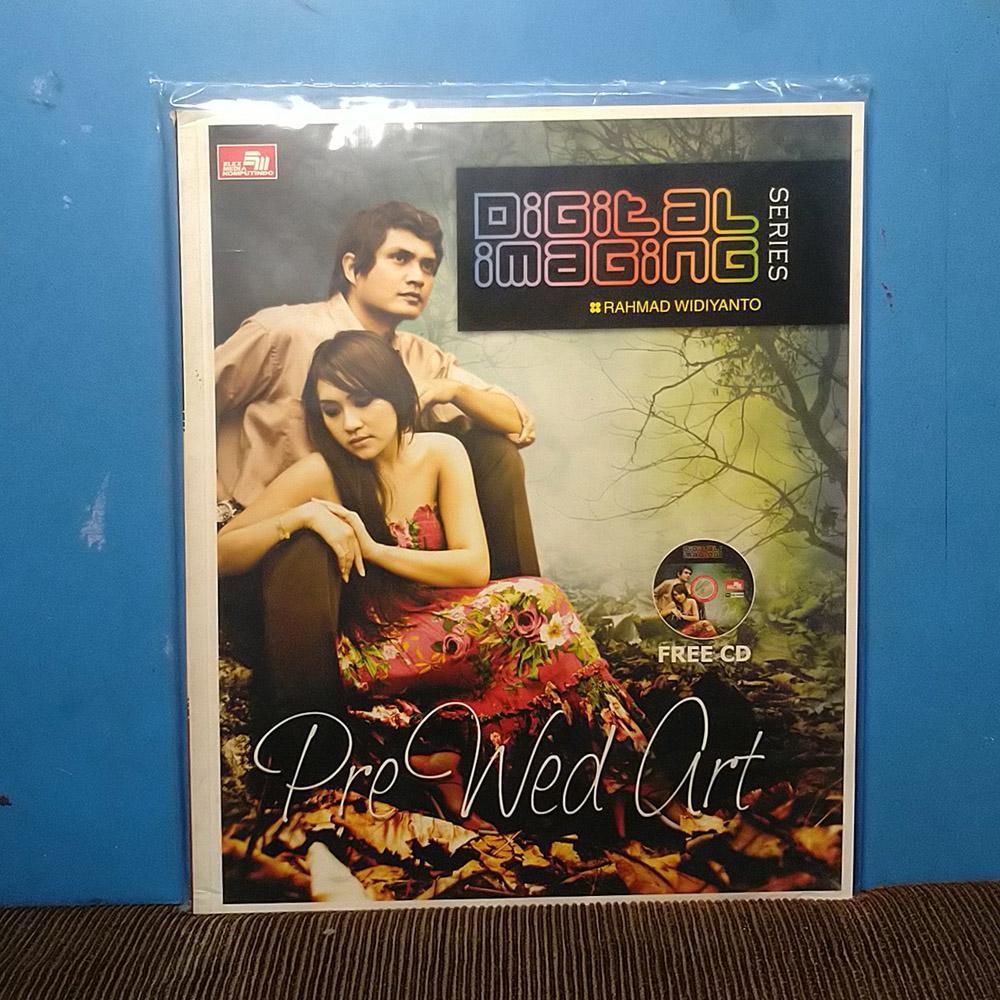 ELEX
MEDIA
KOMPUTINDO
DiGitaL
imaGinG
SERIES
RAHMAD WIDIYANTO
FREE CD
Pre Wed Art